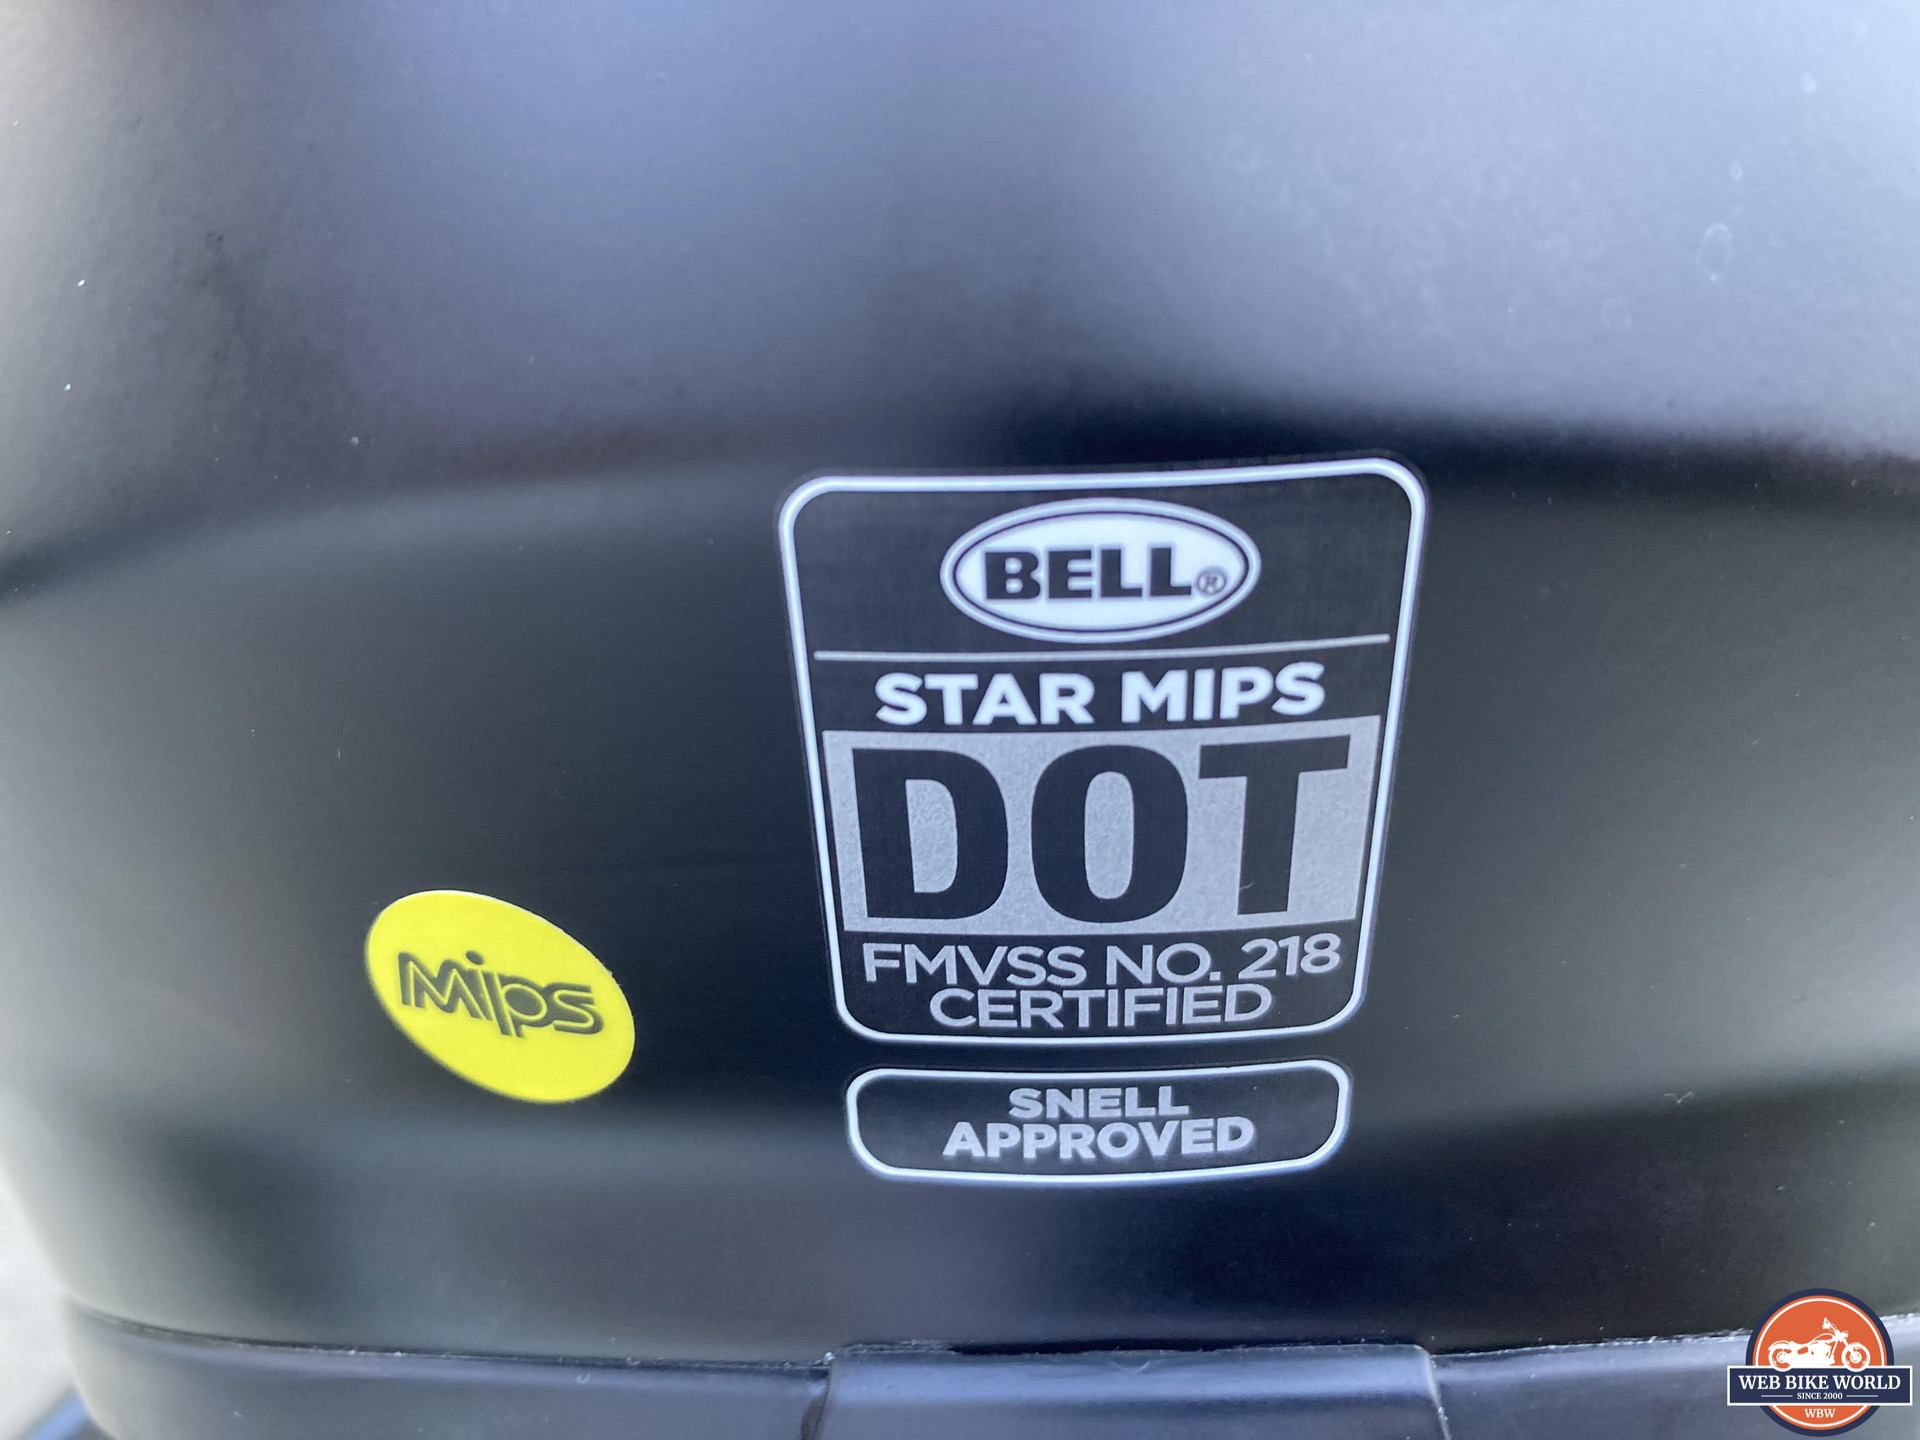 BELL®
STAR MIPS
DOT
FMVSS NO. 218
CERTIFIED
Mips
SNELL
APPROVED
WEB BIKE WORLD
SINCE 2000
WBW